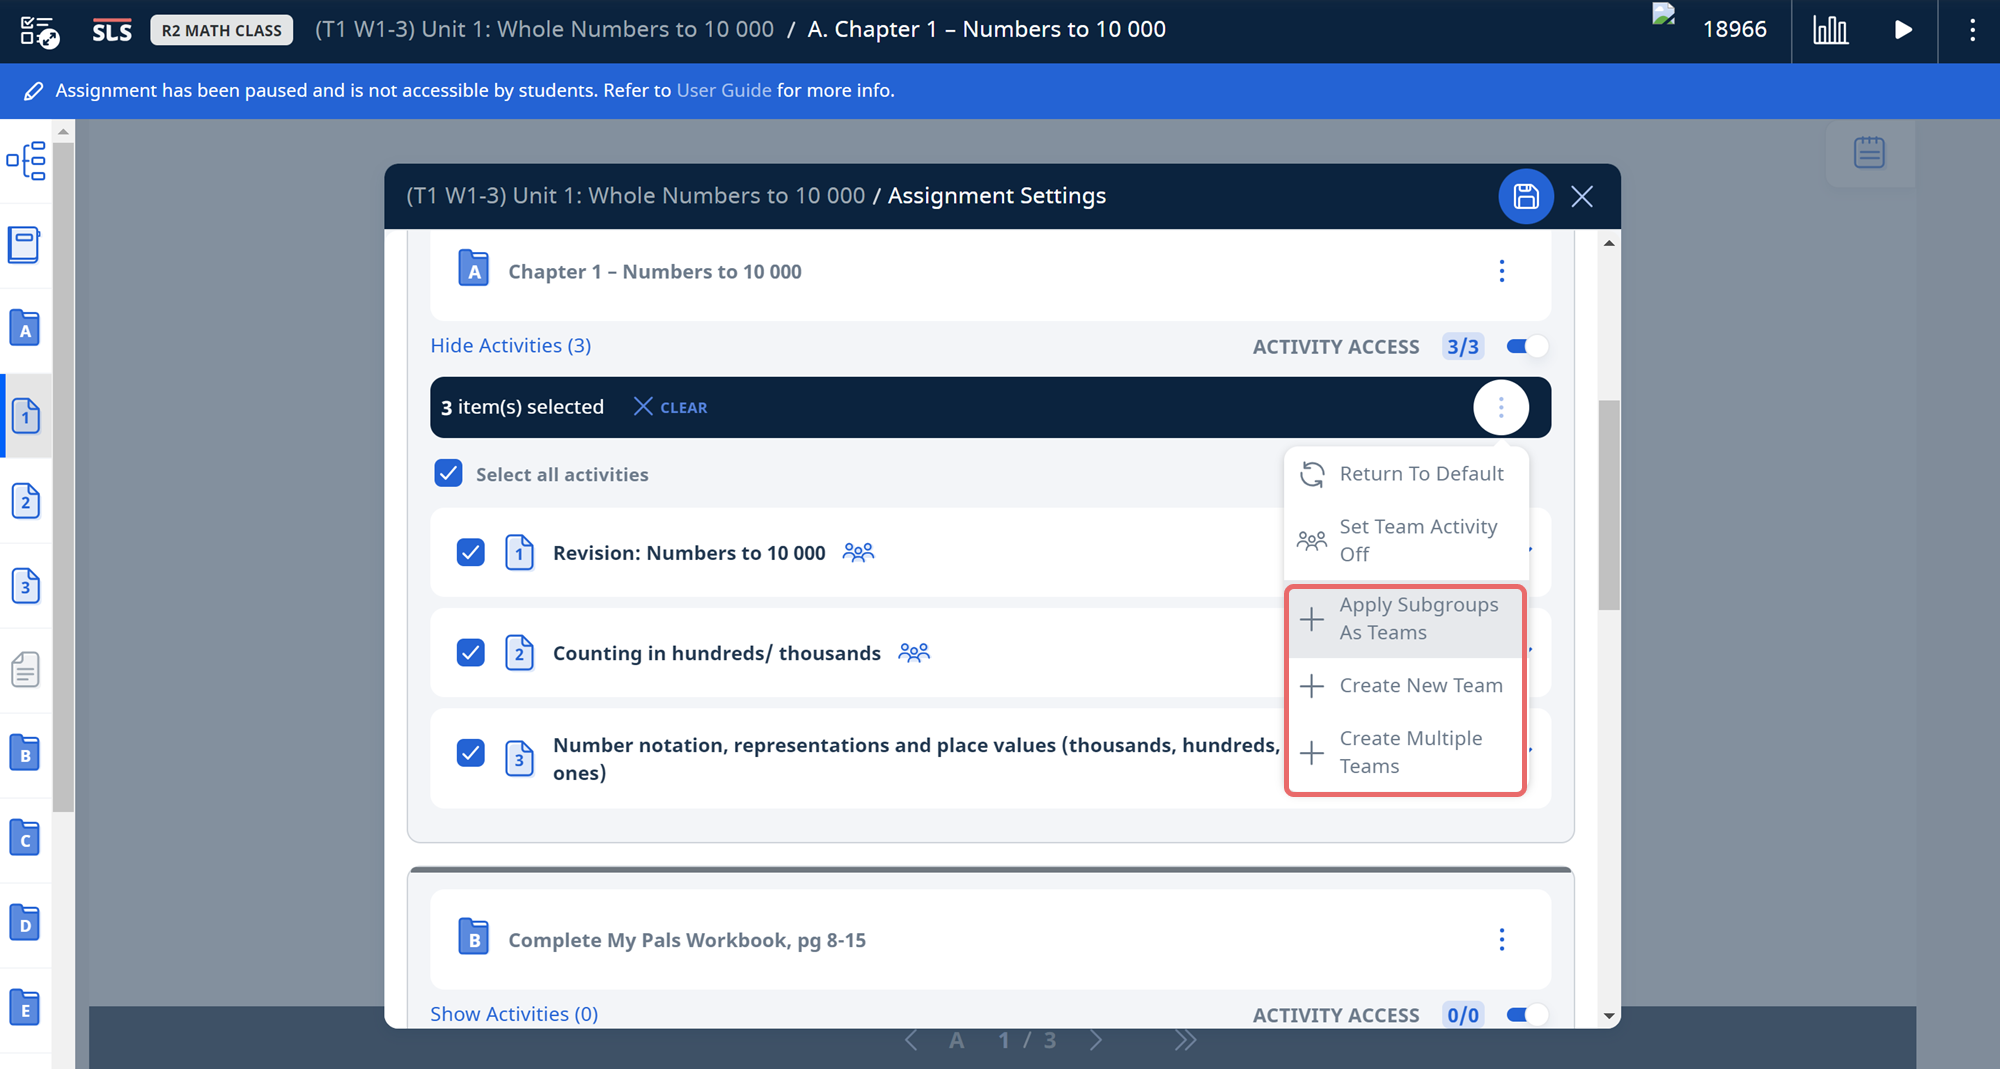 SLS R2 MATH CLASS (T1 W1-3) Unit 1: Whole Numbers to 10 000 / A. Chapter 1 – Numbers to 10 000 18966
Assignment has been paused and is not accessible by students. Refer to User Guide for more info.
(T1 W1-3) Unit 1: Whole Numbers to 10 000 / Assignment Settings
A Chapter 1 – Numbers to 10 000
Hide Activities (3) ACTIVITY ACCESS 3/3
3 item(s) selected CLEAR
Select all activities
1 Revision: Numbers to 10 000
2 Counting in hundreds/ thousands
3 Number notation, representations and place values (thousands, hundreds,
ones)
Return To Default
Set Team Activity
Off
Apply Subgroups
As Teams
Create New Team
Create Multiple
Teams
B Complete My Pals Workbook, pg 8-15
Show Activities (0) ACTIVITY ACCESS 0/0
A 1 / 3
A
1
2
3
B
C
D
E